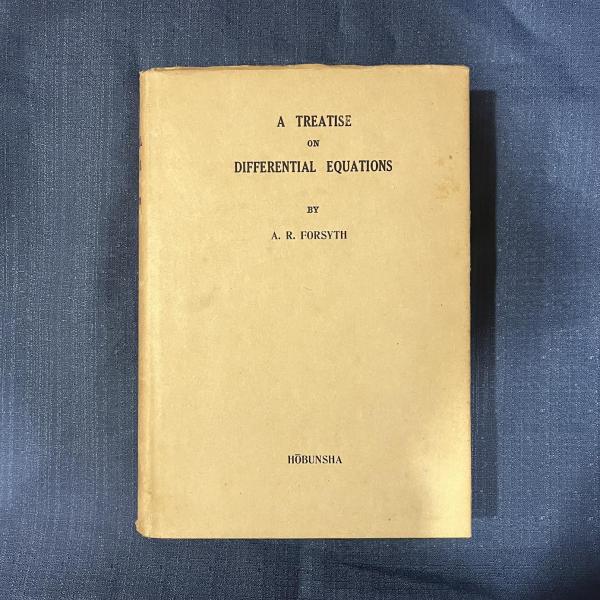 A TREATISE
ON
DIFFERENTIAL EQUATIONS
BY
A. R. FORSYTH
HŌBUNSHA